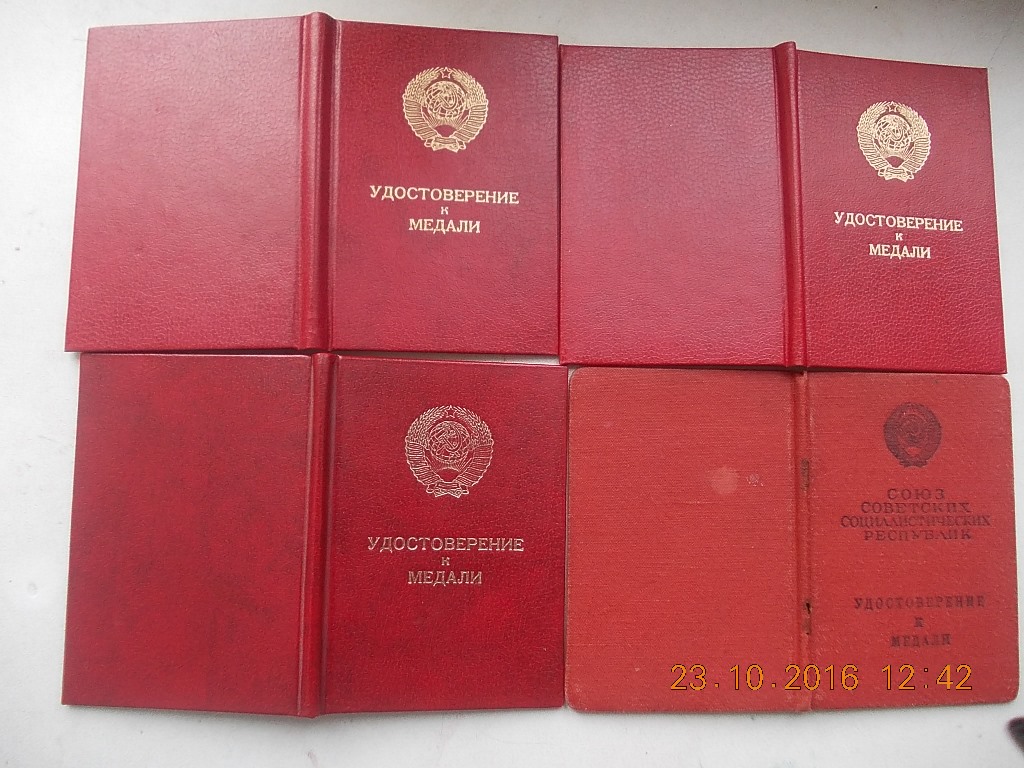 УДОСТОВЕРЕНИЕ
к
МЕДАЛИ
УДОСТОВЕРЕНИЕ
к
МЕДАЛИ
УДОСТОВЕРЕНИЕ
к
МЕДАЛИ
СОЮЗ
СОВЕТСКИХ
СОЦИАЛИСТИЧЕСКИХ
РЕСПУБЛИК
УДОСТОВЕРЕНИЕ
К
МЕДАЛИ
23.10.2016 12:42